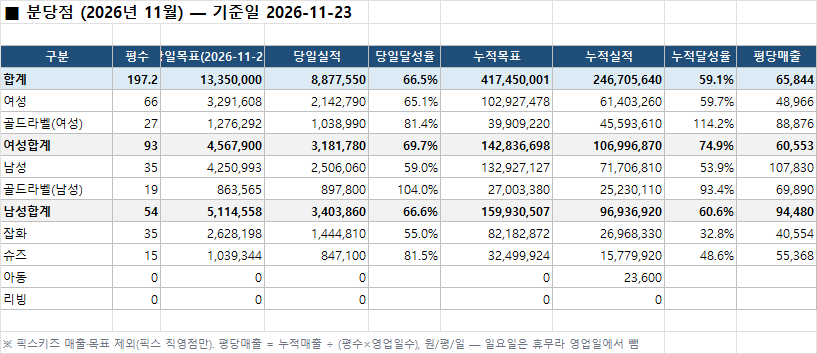 ■ 분당점 (2026년 11월) — 기준일 2026-11-23
구분 평수 당일목표(2026-11-2 당일실적 당일달성율 누적목표 누적실적 누적달성율 평당매출
합계 197.2 13,350,000 8,877,550 66.5% 417,450,001 246,705,640 59.1% 65,844
여성 66 3,291,608 2,142,790 65.1% 102,927,478 61,403,260 59.7% 48,966
골드라벨(여성) 27 1,276,292 1,038,990 81.4% 39,909,220 45,593,610 114.2% 88,876
여성합계 93 4,567,900 3,181,780 69.7% 142,836,698 106,996,870 74.9% 60,553
남성 35 4,250,993 2,506,060 59.0% 132,927,127 71,706,810 53.9% 107,830
골드라벨(남성) 19 863,565 897,800 104.0% 27,003,380 25,230,110 93.4% 69,890
남성합계 54 5,114,558 3,403,860 66.6% 159,930,507 96,936,920 60.6% 94,480
잡화 35 2,628,198 1,444,810 55.0% 82,182,872 26,968,330 32.8% 40,554
슈즈 15 1,039,344 847,100 81.5% 32,499,924 15,779,920 48.6% 55,368
아동 0 0 0 0 23,600
리빙 0 0 0 0 0
※ 픽스키즈 매출·목표 제외(픽스 직영점만). 평당매출 = 누적매출 ÷ (평수×영업일수), 원/평/일 — 일요일은 휴무라 영업일에서 뺌